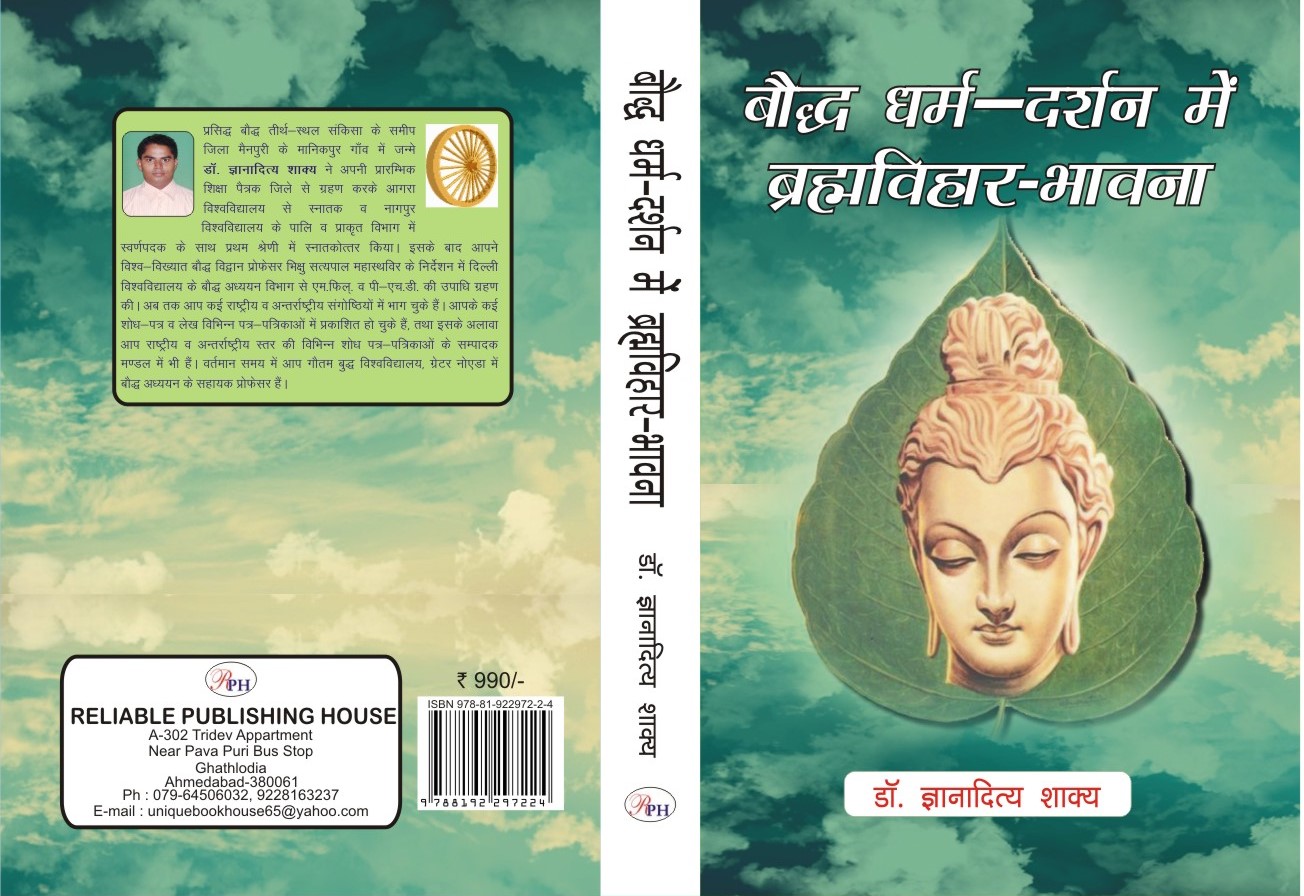 प्रसिद्ध बौद्ध तीर्थ–स्थल संकिसा के समीप
जिला मैनपुरी के मानिकपुर गाँव में जन्मे
डॉ. ज्ञानादित्य शाक्य ने अपनी प्रारम्भिक
शिक्षा पैत्रक जिले से ग्रहण करके आगरा
विश्वविद्यालय से स्नातक व नागपुर
विश्वविद्यालय के पालि व प्राकृत विभाग में
स्वर्णपदक के साथ प्रथम श्रेणी में स्नातकोत्तर किया। इसके बाद आपने
विश्व–विख्यात बौद्ध विद्वान प्रोफेसर भिक्षु सत्यपाल महास्थविर के निर्देशन में दिल्ली
विश्वविद्यालय के बौद्ध अध्ययन विभाग से एम.फिल्. व पी–एच.डी. की उपाधि ग्रहण
की। अब तक आप कई राष्ट्रीय व अन्तर्राष्ट्रीय संगोष्ठियों में भाग चुके हैं। आपके कई
शोध–पत्र व लेख विभिन्न पत्र–पत्रिकाओं में प्रकाशित हो चुके हैं, तथा इसके अलावा
आप राष्ट्रीय व अन्तर्राष्ट्रीय स्तर की विभिन्न शोध पत्र–पत्रिकाओं के सम्पादक
मण्डल में भी हैं। वर्तमान समय में आप गौतम बुद्ध विश्वविद्यालय, ग्रेटर नोएडा में
बौद्ध अध्ययन के सहायक प्रोफेसर हैं।
RPH
RELIABLE PUBLISHING HOUSE
A-302 Tridev Appartment
Near Pava Puri Bus Stop
Ghathlodia
Ahmedabad-380061
Ph : 079-64506032, 9228163237
E-mail : uniquebookhouse65@yahoo.com
₹ 990/-
ISBN 978-81-922972-2-4
9 788192 297224
बौद्ध धर्म-दर्शन में ब्रह्मविहार-भावना
डॉ. ज्ञानादित्य शाक्य
RPH
बौद्ध धर्म–दर्शन में
ब्रह्मविहार-भावना
डॉ. ज्ञानादित्य शाक्य